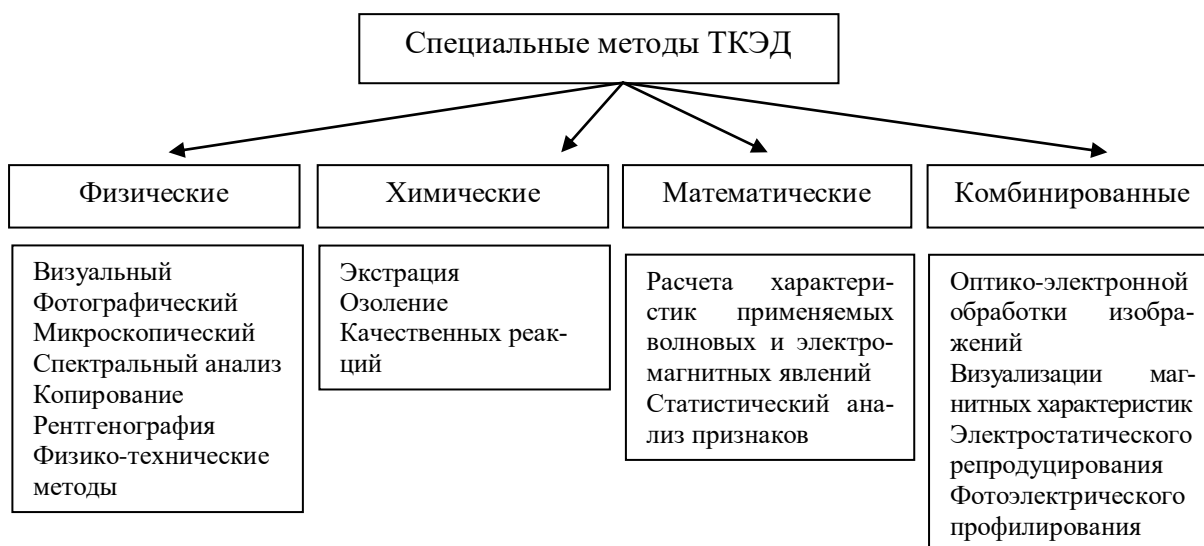 Специальные методы ТКЭД
Физические
Химические
Математические
Комбинированные
Визуальный
Фотографический
Микроскопический
Спектральный анализ
Копирование
Рентгенография
Физико-технические
методы
Экстрация
Озоление
Качественных реак-
ций
Расчета характери-
стик применяемых
волновых и электро-
магнитных явлений
Статистический ана-
лиз признаков
Оптико-электронной
обработки изобра-
жений
Визуализации маг-
нитных характеристик
Электростатического
репродуцирования
Фотоэлектрического
профилирования